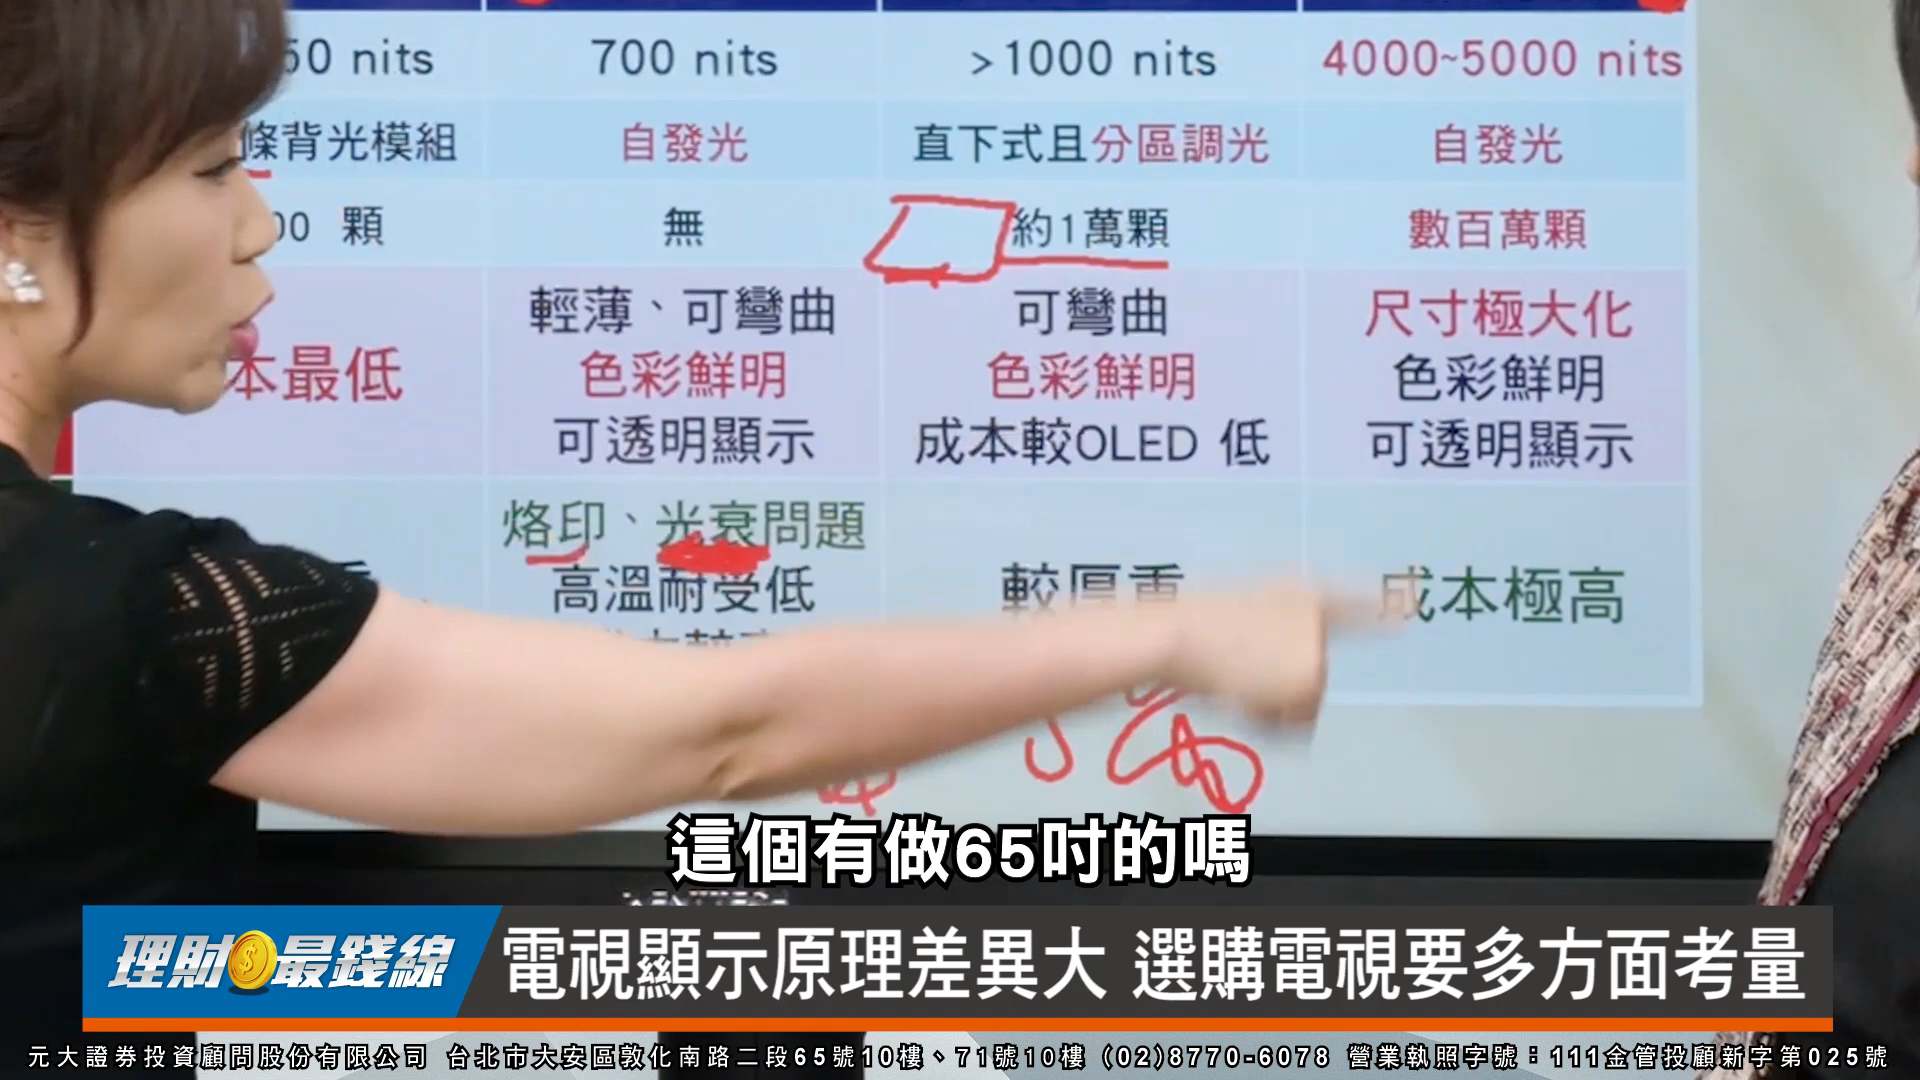 50 nits 700 nits >1000 nits 4000~5000 nits
條背光模組 自發光 直下式且分區調光 自發光
00 顆 無 約1萬顆 數百萬顆
本最低
輕薄、可彎曲
色彩鮮明
可透明顯示
可彎曲
色彩鮮明
成本較OLED 低
尺寸極大化
色彩鮮明
可透明顯示
烙印、光衰問題
高溫耐受低
較厚重
成本極高
這個有做65吋的嗎
理財最錢線
電視顯示原理差異大 選購電視要多方面考量
元大證券投資顧問股份有限公司 台北市大安區敦化南路二段65號10樓、71號10樓 (02)8770-6078 營業執照字號：111金管投顧新字第025號